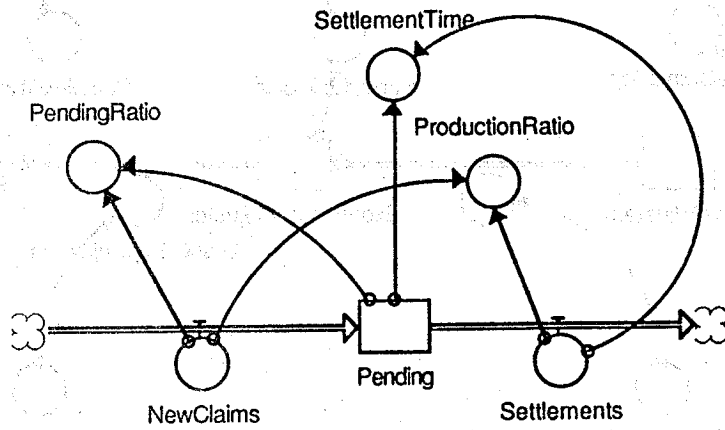 SettlementTime
PendingRatio
ProductionRatio
Pending
NewClaims
Settlements